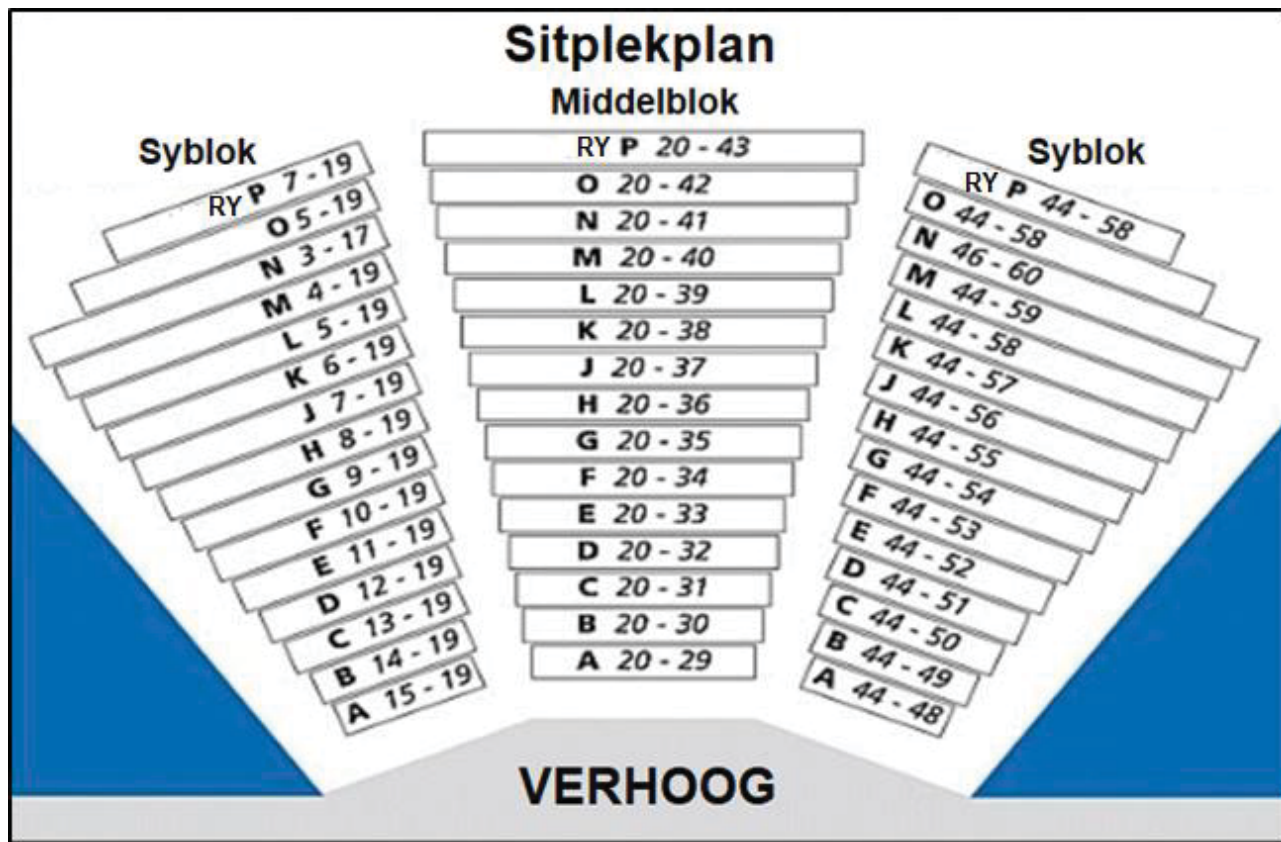 Sitplekplan
Middelblok
Syblok
RY P 7 - 19
O 5 - 19
N 3 - 17
M 4 - 19
L 5 - 19
K 6 - 19
J 7 - 19
H 8 - 19
G 9 - 19
F 10 - 19
E 11 - 19
D 12 - 19
C 13 - 19
B 14 - 19
A 15 - 19
RY P 20 - 43
O 20 - 42
N 20 - 41
M 20 - 40
L 20 - 39
K 20 - 38
J 20 - 37
H 20 - 36
G 20 - 35
F 20 - 34
E 20 - 33
D 20 - 32
C 20 - 31
B 20 - 30
A 20 - 29
Syblok
RY P 44 - 58
O 44 - 58
N 46 - 60
M 44 - 59
L 44 - 58
K 44 - 57
J 44 - 56
H 44 - 55
G 44 - 54
F 44 - 53
E 44 - 52
D 44 - 51
C 44 - 50
B 44 - 49
A 44 - 48
VERHOOG